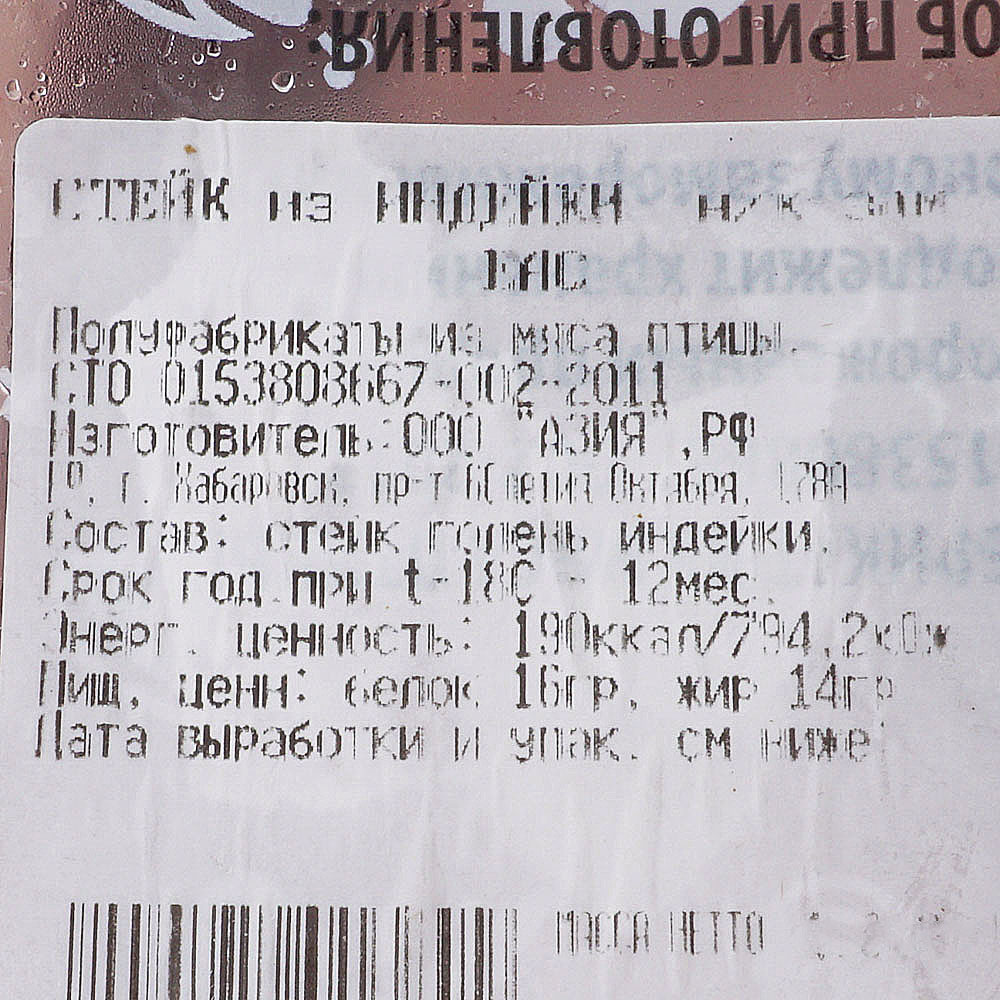 ОБ ПРИГОТОВЛЕНИЯ:
СТЕЙК из ИНДЕЙКИ
Полуфабрикаты из мяса птицы.
СТО 0153808667-002-2011
Изготовитель:ООО "АЗИЯ",РФ
г. Хабаровск, пр-т 60летия Октября, 178А
Состав: стейк голень индейки.
Срок год.при t-18С - 12мес.
Энерг. ценность: 190ккал/794,2кДж
Пищ. ценн: белок 16гр, жир 14гр
Дата выработки и упак. см ниже
МАССА НЕТТО